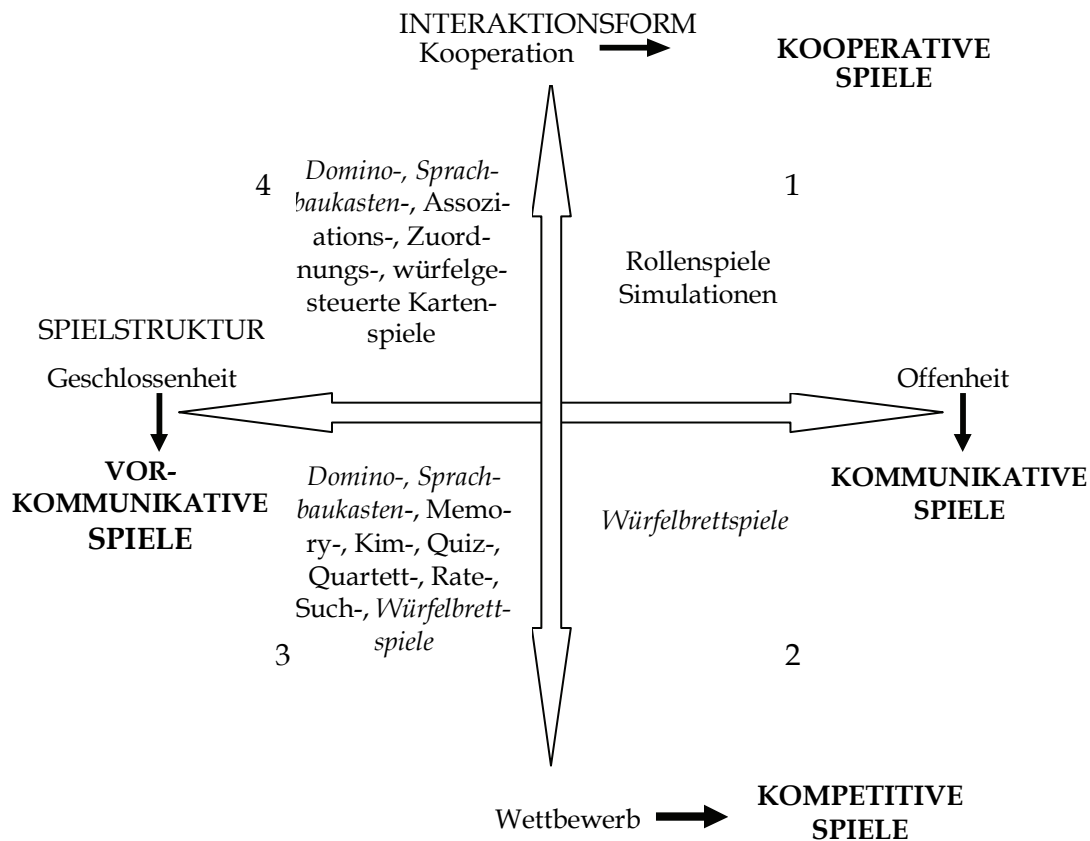 INTERAKTIONSFORM
Kooperation
KOOPERATIVE
SPIELE
4
Domino-, Sprach-
baukasten-, Assozi-
ations-, Zuord-
nungs-, würfelge-
steuerte Karten-
spiele
1
Rollenspiele
Simulationen
SPIELSTRUKTUR
Geschlossenheit
Offenheit
VOR-
KOMMUNIKATIVE
SPIELE
Domino-, Sprach-
baukasten-, Memo-
ry-, Kim-, Quiz-,
Quartett-, Rate-,
Such-, Würfelbrett-
spiele
3
Würfelbrettspiele
KOMMUNIKATIVE
SPIELE
2
Wettbewerb
KOMPETITIVE
SPIELE